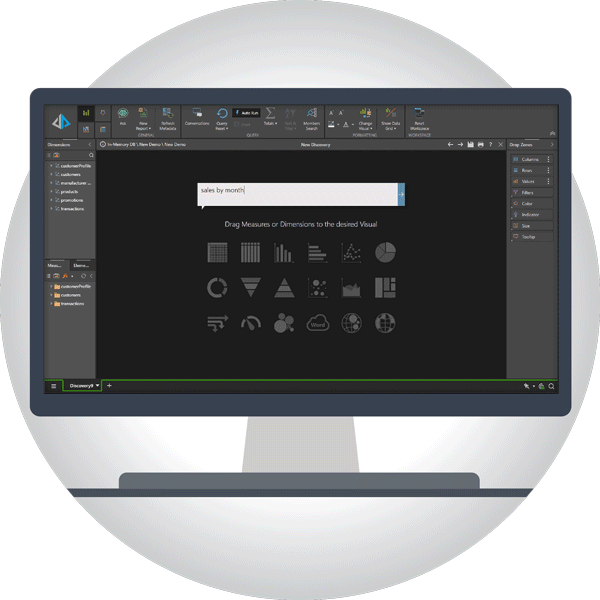 Ask
New
Report
Refresh
Metadata
Conversations
Query
Reset
Auto Run
Totals
Members
Search
Change
Visual
Show Data
Grid
Reset
Workspace
GENERAL
QUERY
FORMATTING
WORKSPACE
Dimensions
In-Memory DB \ New Demo \ New Demo
New Discovery
Drop Zones
customerProfile
customers
manufacturer ...
products
promotions
transactions
sales by month
Drag Measures or Dimensions to the desired Visual
Word
Columns
Rows
Values
Filters
Color
Indicator
Size
Tooltip
Meas...
Eleme...
customerProfile
customers
transactions
Discovery9